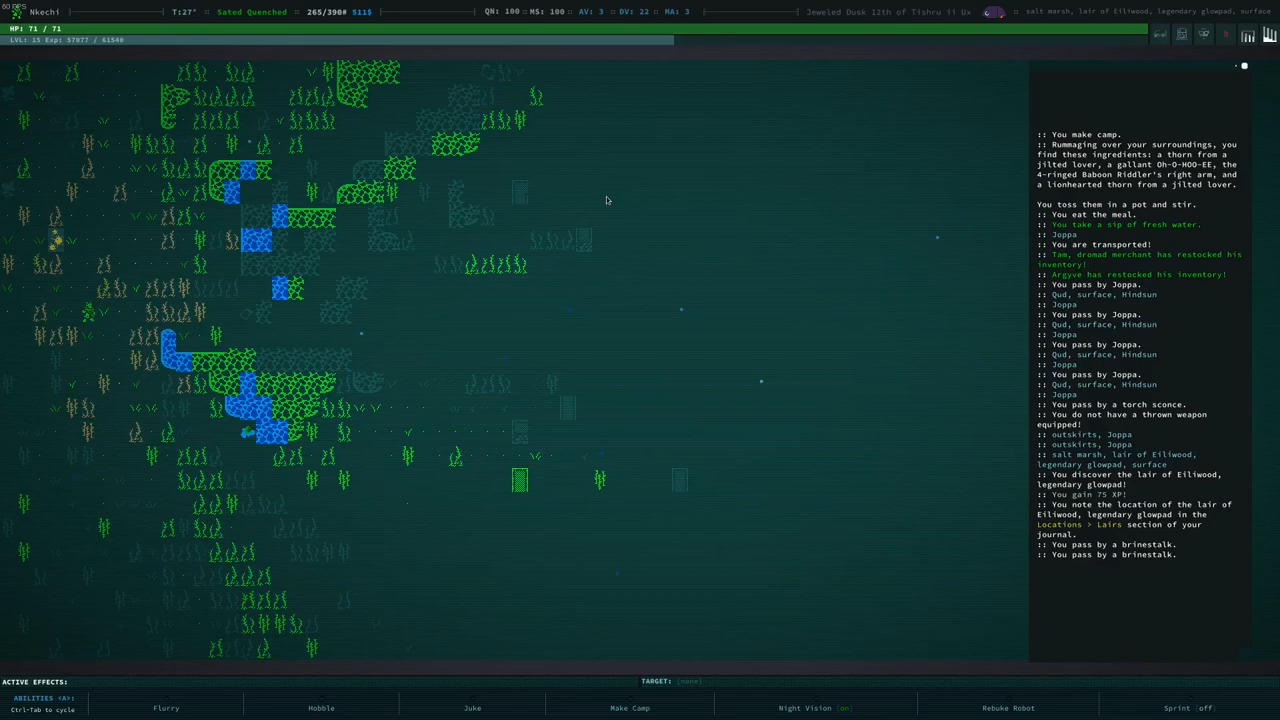 60 FPS
Nkechi T:27° Sated Quenched :: 265/390# 511$ QN: 100 :: MS: 100 :: AV: 3 :: DV: 22 :: MA: 3 Jeweled Dusk 12th of Tishru ii Ux :: salt marsh, lair of Eiliwood, legendary glowpad, surface
HP: 71 / 71
LVL: 15 Exp: 57077 / 61540
:: You make camp.
:: Rummaging over your surroundings, you
find these ingredients: a thorn from a
jilted lover, a gallant Oh-O-HOO-EE, the
4-ringed Baboon Riddler's right arm, and
a lionhearted thorn from a jilted lover.
You toss them in a pot and stir.
:: You eat the meal.
:: You take a sip of fresh water.
:: Joppa
:: You are transported!
:: Tam, dromad merchant has restocked his
inventory!
:: Argyve has restocked his inventory!
:: You pass by Joppa.
:: Qud, surface, Hindsun
:: Joppa
:: You pass by Joppa.
:: Qud, surface, Hindsun
:: Joppa
:: You pass by Joppa.
:: Qud, surface, Hindsun
:: Joppa
:: You pass by Joppa.
:: Qud, surface, Hindsun
:: Joppa
:: You pass by a torch sconce.
:: You do not have a thrown weapon
equipped!
:: outskirts, Joppa
:: outskirts, Joppa
:: salt marsh, lair of Eiliwood,
legendary glowpad, surface
:: You discover the lair of Eiliwood,
legendary glowpad!
:: You gain 75 XP!
:: You note the location of the lair of
Eiliwood, legendary glowpad in the
Locations > Lairs section of your
journal.
:: You pass by a brinestalk.
:: You pass by a brinestalk.
ACTIVE EFFECTS: TARGET: [none]
ABILITIES <A>:
Ctrl-Tab to cycle
Flurry Hobble Juke Make Camp Night Vision [on] Rebuke Robot Sprint [off]